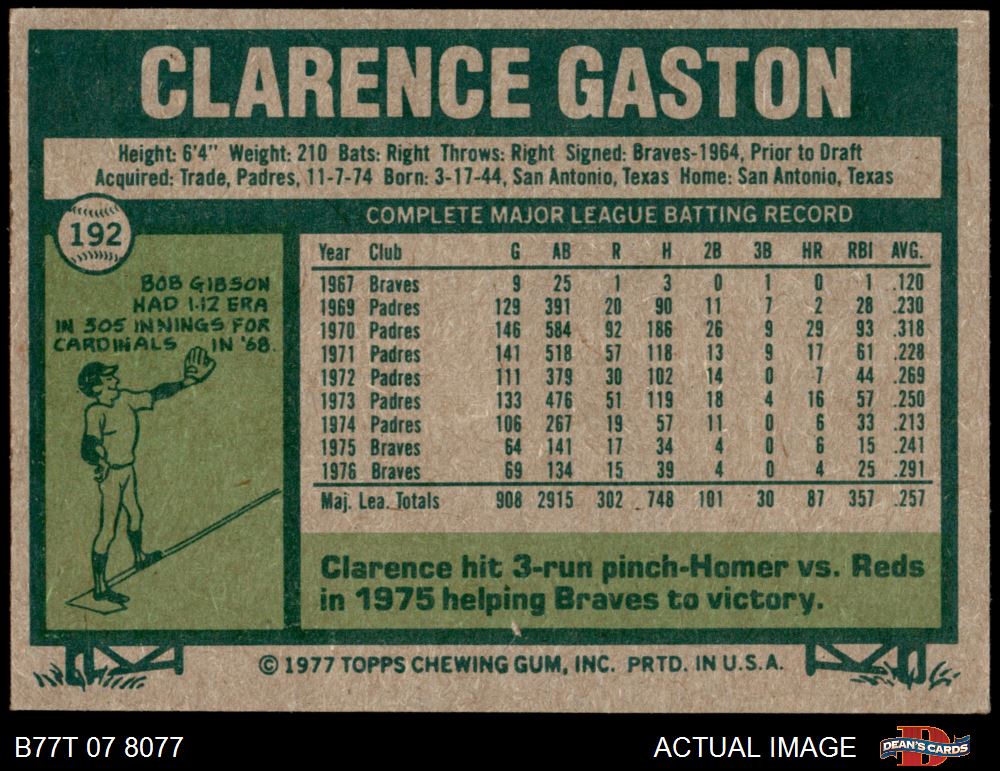 CLARENCE GASTON
Height: 6'4" Weight: 210 Bats: Right Throws: Right Signed: Braves-1964, Prior to Draft
Acquired: Trade, Padres, 11-7-74 Born: 3-17-44, San Antonio, Texas Home: San Antonio, Texas
192
COMPLETE MAJOR LEAGUE BATTING RECORD
BOB GIBSON
HAD 1.12 ERA
IN 305 INNINGS FOR
CARDINALS IN '68.
Year Club G AB R H 2B 3B HR RBI AVG.
1967 Braves 9 25 1 3 0 1 0 1 .120
1969 Padres 129 391 20 90 11 7 2 28 .230
1970 Padres 146 584 92 186 26 9 29 93 .318
1971 Padres 141 518 57 118 13 9 17 61 .228
1972 Padres 111 379 30 102 14 0 7 44 .269
1973 Padres 133 476 51 119 18 4 16 57 .250
1974 Padres 106 267 19 57 11 0 6 33 .213
1975 Braves 64 141 17 34 4 0 6 15 .241
1976 Braves 69 134 15 39 4 0 4 25 .291
Maj. Lea. Totals 908 2915 302 748 101 30 87 357 .257
Clarence hit 3-run pinch-Homer vs. Reds
in 1975 helping Braves to victory.
© 1977 TOPPS CHEWING GUM, INC. PRTD. IN U.S.A.
B77T 07 8077
ACTUAL IMAGE
DEAN'S CARDS